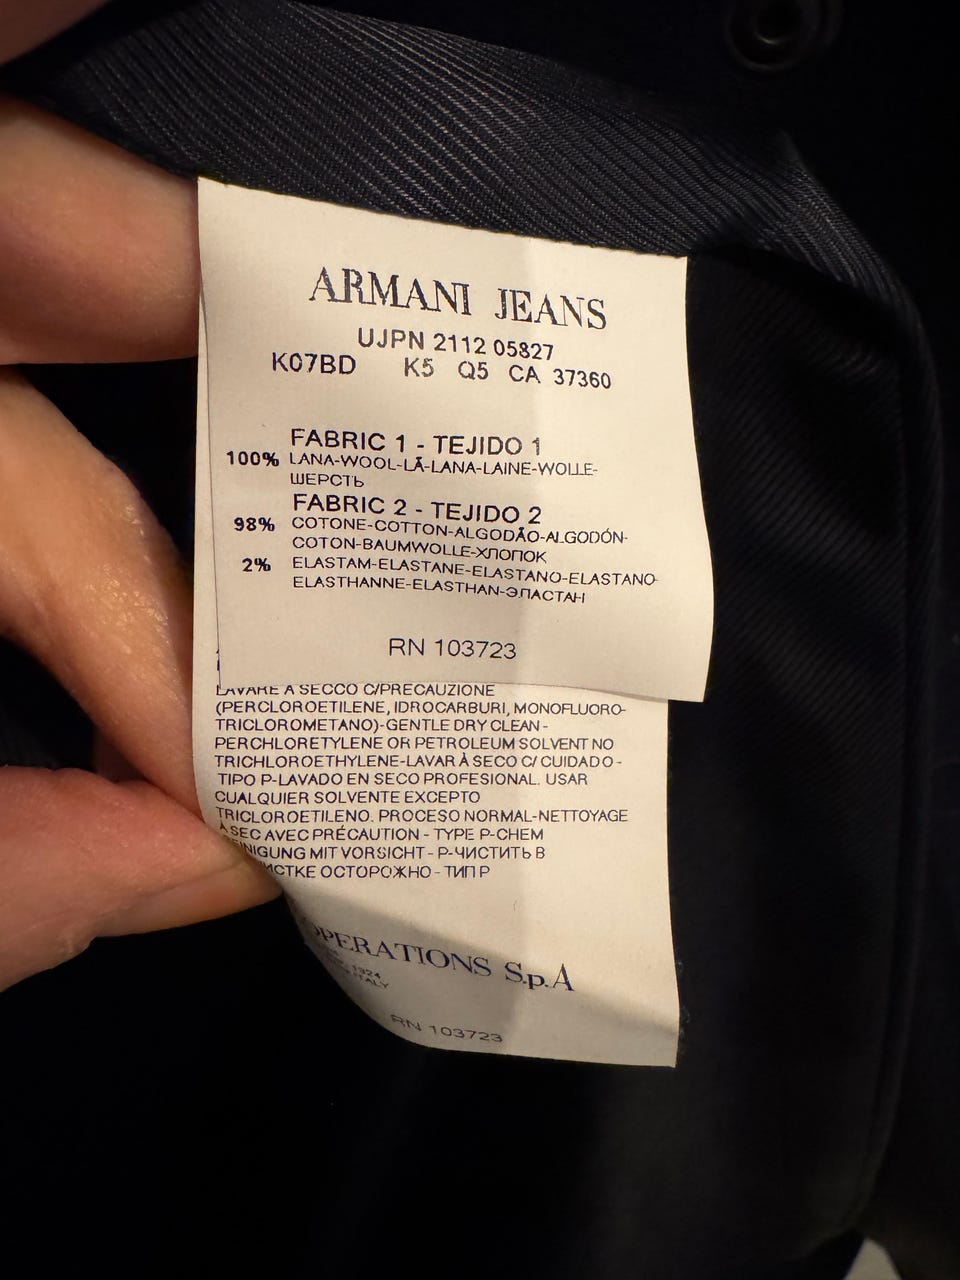 ARMANI JEANS
UJPN 2112 05827
K07BD K5 Q5 CA 37360
FABRIC 1 - TEJIDO 1
100% LANA-WOOL-LÃ-LANA-LAINE-WOLLE-
ШЕРСТЬ
FABRIC 2 - TEJIDO 2
98% COTONE-COTTON-ALGODÃO-ALGODÓN-
COTON-BAUMWOLLE-ХЛОПОК
2% ELASTAM-ELASTANE-ELASTANO-ELASTANO-
ELASTHANNE-ELASTHAN-ЭЛАСТАН
RN 103723
LAVARE A SECCO C/PRECAUZIONE
(PERCLOROETILENE, IDROCARBURI, MONOFLUORO-
TRICLOROMETANO)-GENTLE DRY CLEAN -
PERCHLORETYLENE OR PETROLEUM SOLVENT NO
TRICHLOROETHYLENE-LAVAR À SECO C/ CUIDADO -
TIPO P-LAVADO EN SECO PROFESIONAL. USAR
CUALQUIER SOLVENTE EXCEPTO
TRICLOROETILENO. PROCESO NORMAL-NETTOYAGE
À SEC AVEC PRÉCAUTION - TYPE P-CHEM
EINIGUNG MIT VORSICHT - P-ЧИСТИТЬ В
ИСТКЕ ОСТОРОЖНО - ТИП P
OPERATIONS S.p.A
1324
ITALY
RN 103723